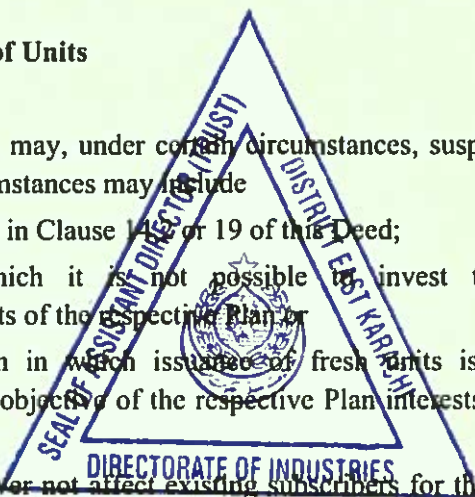 of Units
may, under certain circumstances, susp
mstances may include
in Clause 14.2 or 19 of this Deed;
hich it is not possible to invest t
ts of the respective Plan or
n in which issuance of fresh units is
objective of the respective Plan interests
ver not affect existing subscribers for th
SEAL OF ASSISTANT DIRECTOR (TRUST)
DISTRICT EAST KARACHI
DIRECTORATE OF INDUSTRIES